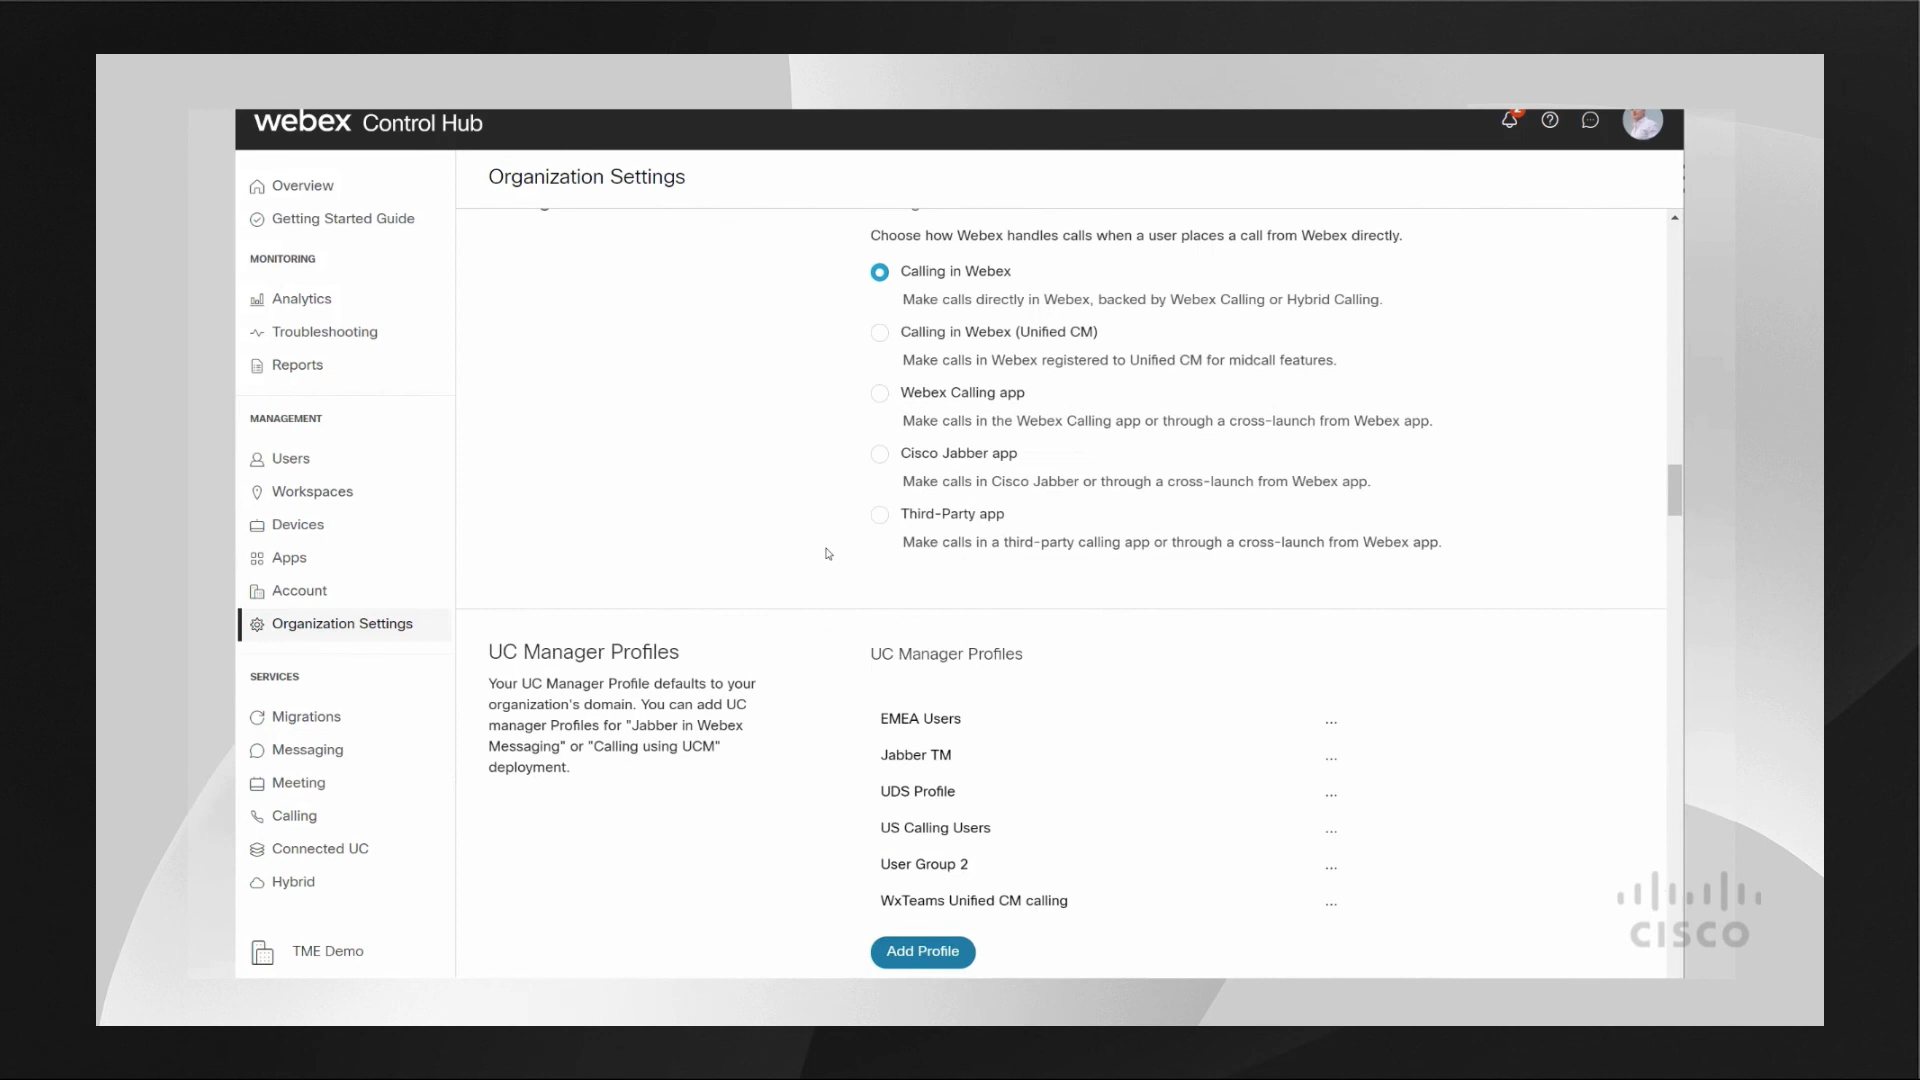 webex Control Hub
Organization Settings
Overview
Getting Started Guide
MONITORING
Analytics
Troubleshooting
Reports
MANAGEMENT
Users
Workspaces
Devices
Apps
Account
Organization Settings
SERVICES
Migrations
Messaging
Meeting
Calling
Connected UC
Hybrid
TME Demo
Choose how Webex handles calls when a user places a call from Webex directly.
Calling in Webex
Make calls directly in Webex, backed by Webex Calling or Hybrid Calling.
Calling in Webex (Unified CM)
Make calls in Webex registered to Unified CM for midcall features.
Webex Calling app
Make calls in the Webex Calling app or through a cross-launch from Webex app.
Cisco Jabber app
Make calls in Cisco Jabber or through a cross-launch from Webex app.
Third-Party app
Make calls in a third-party calling app or through a cross-launch from Webex app.
UC Manager Profiles
Your UC Manager Profile defaults to your
organization's domain. You can add UC
manager Profiles for "Jabber in Webex
Messaging" or "Calling using UCM"
deployment.
UC Manager Profiles
EMEA Users ...
Jabber TM ...
UDS Profile ...
US Calling Users ...
User Group 2 ...
WxTeams Unified CM calling ...
Add Profile
CISCO